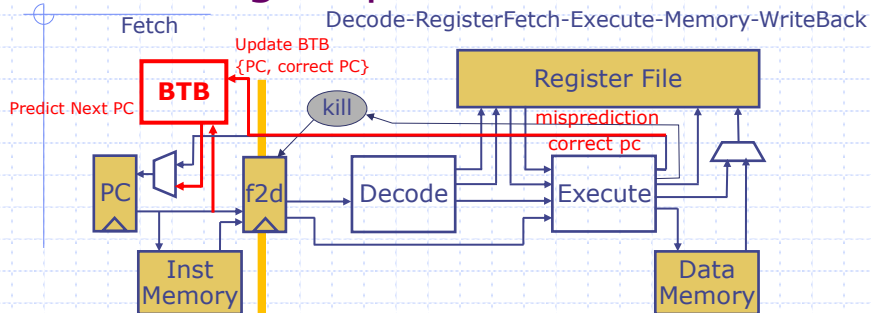 Fetch
Decode-RegisterFetch-Execute-Memory-WriteBack
Update BTB
{PC, correct PC}
BTB
Predict Next PC
kill
Register File
misprediction
correct pc
PC
f2d
Decode
Execute
Inst
Memory
Data
Memory